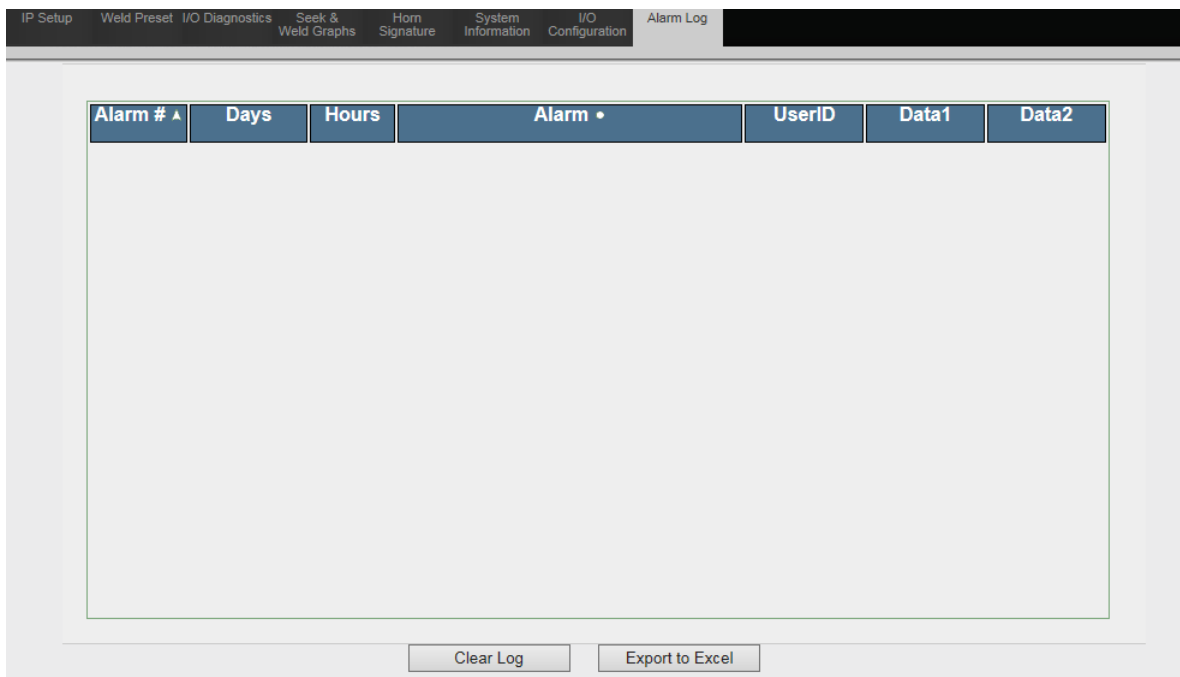 IP Setup Weld Preset I/O Diagnostics Seek & Weld Graphs Horn Signature System Information I/O Configuration Alarm Log
Alarm # Days Hours Alarm • UserID Data1 Data2
Clear Log Export to Excel